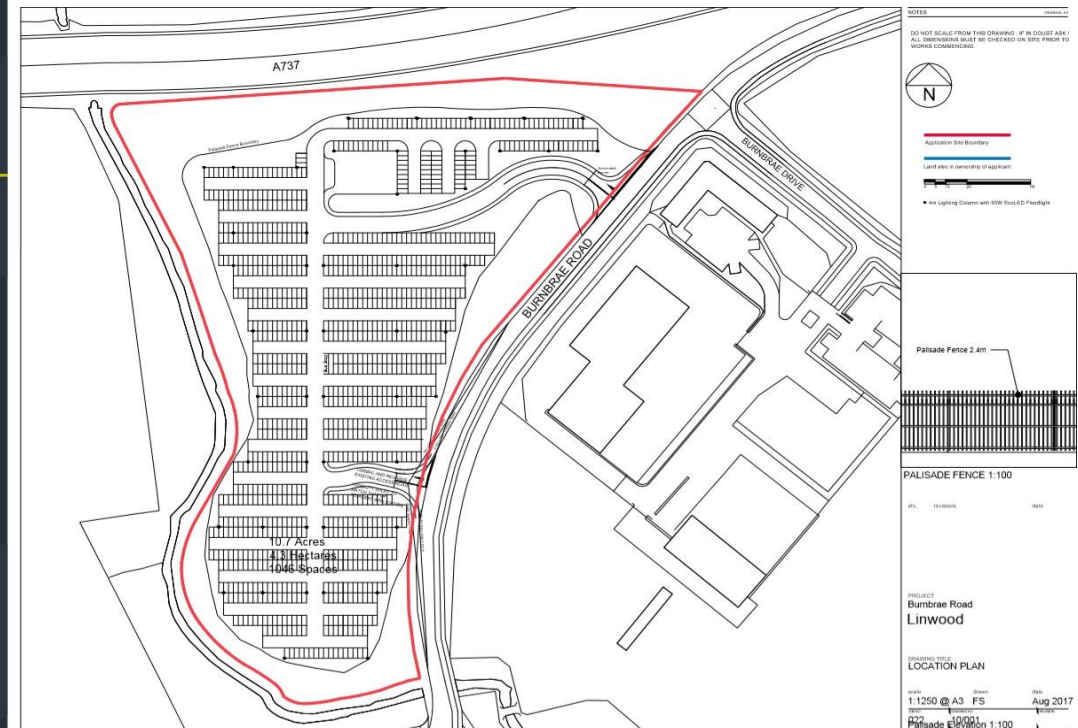 A737
Palisade Fence Boundary
BURNBRAE DRIVE
BURNBRAE ROAD
10.7 Acres
4.3 Hectares
1046 Spaces
NOTES
DO NOT SCALE FROM THIS DRAWING : IF IN DOUBT ASK !
ALL DIMENSIONS MUST BE CHECKED ON SITE PRIOR TO
WORKS COMMENCING.
N
Application Site Boundary
Land also in ownership of applicant
4m Lighting Column with 50W EcoLED Floodlight
Palisade Fence 2.4m
PALISADE FENCE 1:100
revisions
date
PROJECT
Burnbrae Road
Linwood
DRAWING TITLE
LOCATION PLAN
scale
drawn
date
1:1250 @ A3
FS
Aug 2017
Palisade Elevation 1:100